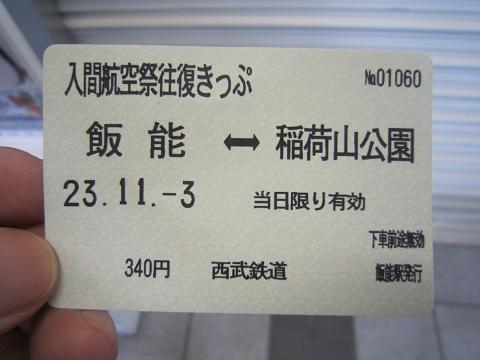 入間航空祭往復きっぷ №01060
飯能 ↔ 稲荷山公園
23.11.-3 当日限り有効
下車前途無効
340円 西武鉄道 飯能駅発行